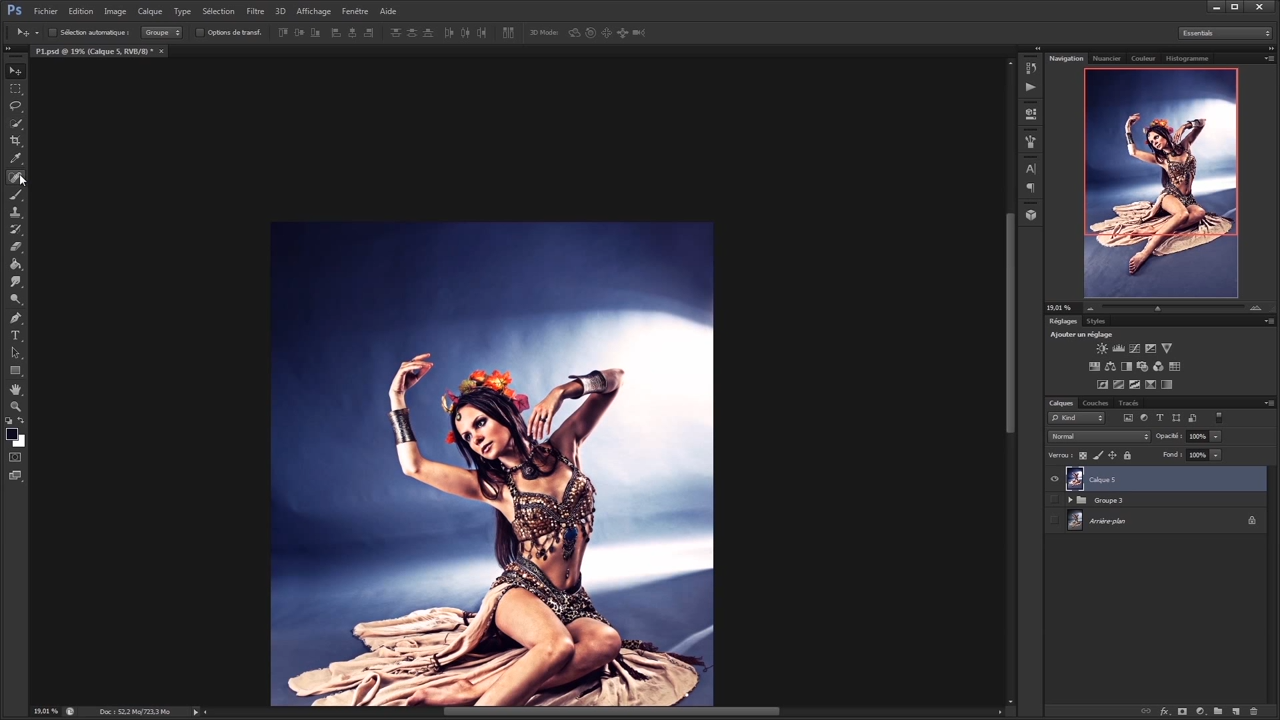 Ps Fichier Edition Image Calque Type Sélection Filtre 3D Affichage Fenêtre Aide
Sélection automatique : Groupe Options de transf. 3D Mode: Essentials
P1.psd @ 19% (Calque 5, RVB/8) * ×
Navigation Nuancier Couleur Histogramme
19,01 %
Réglages Styles
Ajouter un réglage
Calques Couches Tracés
Kind
Normal Opacité : 100%
Verrou : Fond : 100%
Calque 5
Groupe 3
Arrière-plan
19,01 % Doc : 52,2 Mo/723,3 Mo